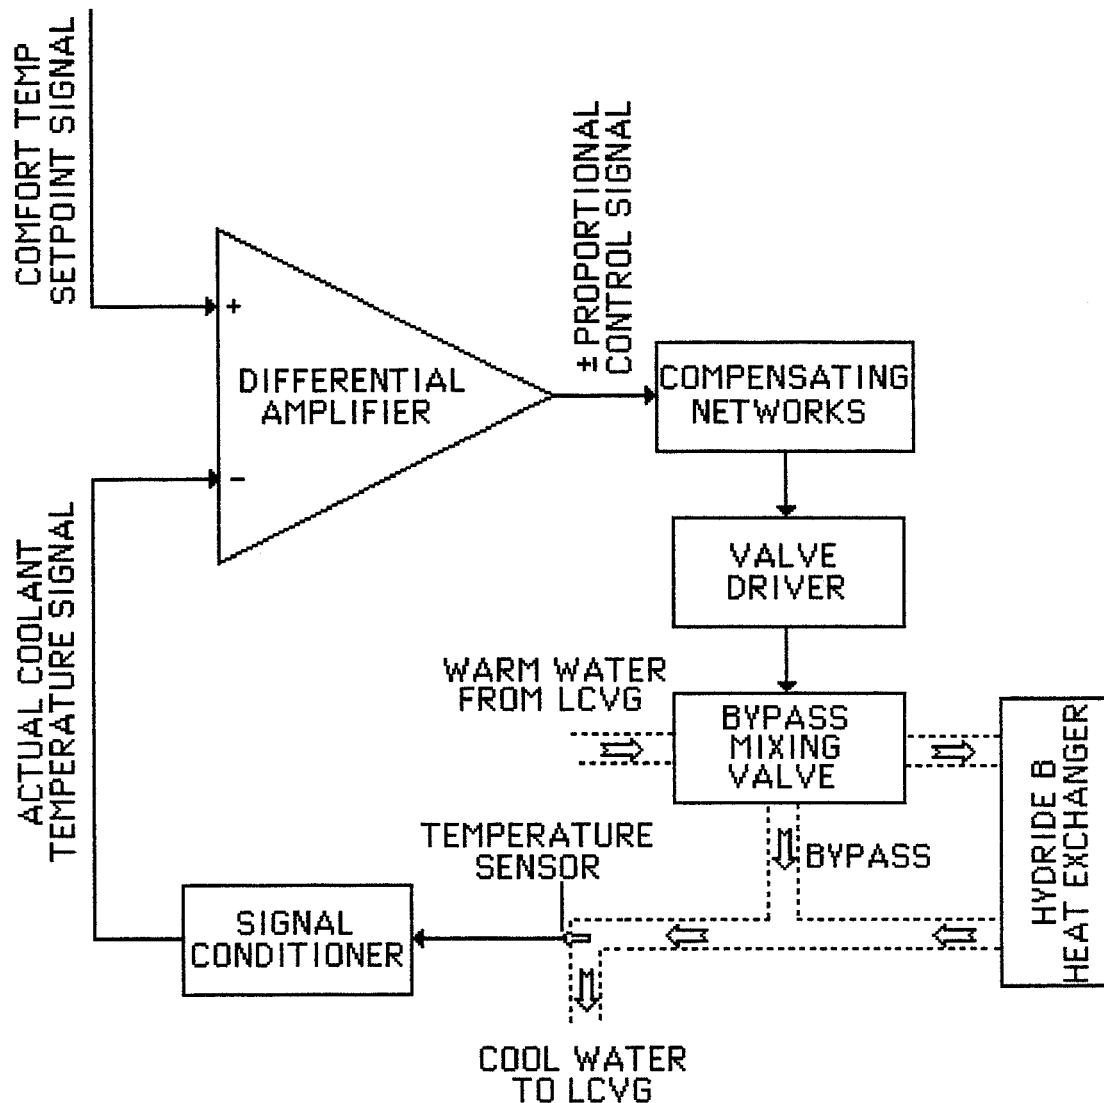 COMFORT TEMP
SETPOINT SIGNAL
± PROPORTIONAL
CONTROL SIGNAL
+
DIFFERENTIAL
AMPLIFIER
-
COMPENSATING
NETWORKS
VALVE
DRIVER
ACTUAL COOLANT
TEMPERATURE SIGNAL
WARM WATER
FROM LCVG
BYPASS
MIXING
VALVE
HYDRIDE B
HEAT EXCHANGER
TEMPERATURE
SENSOR
BYPASS
SIGNAL
CONDITIONER
COOL WATER
TO LCVG